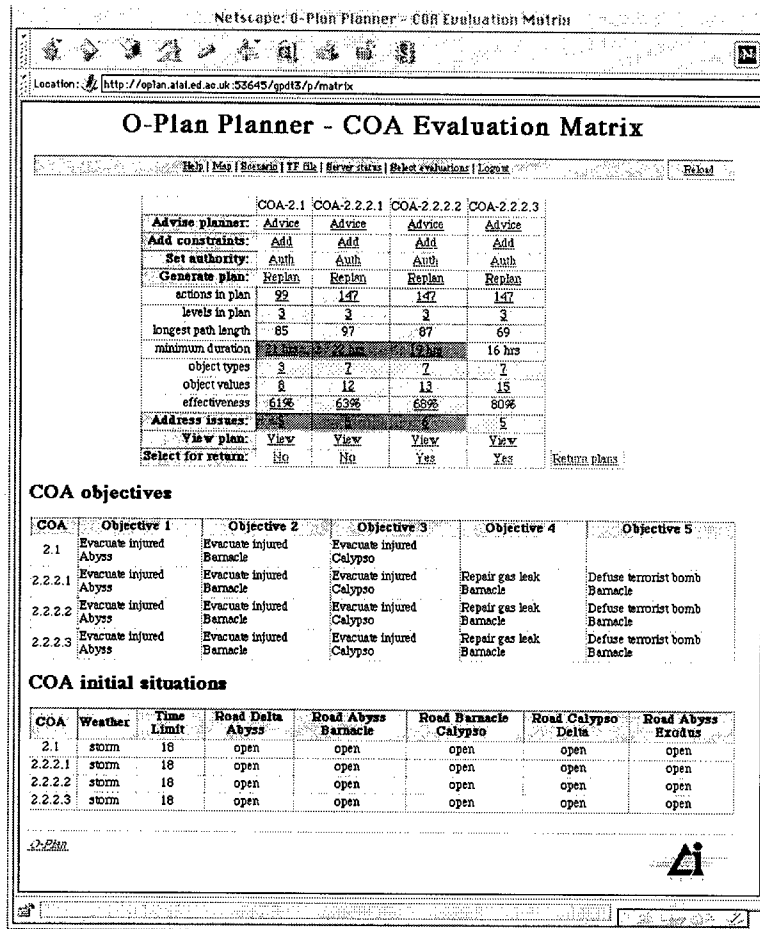 Netscape: O-Plan Planner - COA Evaluation Matrix
Location: http://oplan.aiai.ed.ac.uk:53645/gpdt3/p/matrix
O-Plan Planner - COA Evaluation Matrix
Help | Map | Scenario | TF file | Server status | Select evaluations | Logout Reload
COA-2.1 COA-2.2.2.1 COA-2.2.2.2 COA-2.2.2.3
Advise planner: Advice Advice Advice Advice
Add constraints: Add Add Add Add
Set authority: Auth Auth Auth Auth
Generate plan: Replan Replan Replan Replan
actions in plan 99 147 147 147
levels in plan 3 3 3 3
longest path length 85 97 87 69
minimum duration 21 hrs 22 hrs 19 hrs 16 hrs
object types 3 7 7 7
object values 8 12 13 15
effectiveness 61% 63% 68% 80%
Address issues: 5
View plan: View View View View
Select for return: No No Yes Yes Return plans
COA objectives
COA Objective 1 Objective 2 Objective 3 Objective 4 Objective 5
2.1 Evacuate injured Abyss Evacuate injured Barnacle Evacuate injured Calypso
2.2.2.1 Evacuate injured Abyss Evacuate injured Barnacle Evacuate injured Calypso Repair gas leak Barnacle Defuse terrorist bomb Barnacle
2.2.2.2 Evacuate injured Abyss Evacuate injured Barnacle Evacuate injured Calypso Repair gas leak Barnacle Defuse terrorist bomb Barnacle
2.2.2.3 Evacuate injured Abyss Evacuate injured Barnacle Evacuate injured Calypso Repair gas leak Barnacle Defuse terrorist bomb Barnacle
COA initial situations
COA Weather Time Limit Road Delta Abyss Road Abyss Barnacle Road Barnacle Calypso Road Calypso Delta Road Abyss Exodus
2.1 storm 18 open open open open open
2.2.2.1 storm 18 open open open open open
2.2.2.2 storm 18 open open open open open
2.2.2.3 storm 18 open open open open open
O-Plan